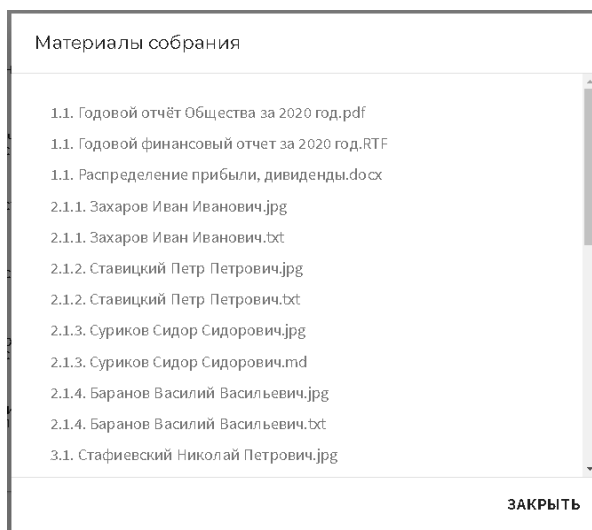 Материалы собрания
1.1. Годовой отчёт Общества за 2020 год.pdf
1.1. Годовой финансовый отчет за 2020 год.RTF
1.1. Распределение прибыли, дивиденды.docx
2.1.1. Захаров Иван Иванович.jpg
2.1.1. Захаров Иван Иванович.txt
2.1.2. Ставицкий Петр Петрович.jpg
2.1.2. Ставицкий Петр Петрович.txt
2.1.3. Суриков Сидор Сидорович.jpg
2.1.3. Суриков Сидор Сидорович.md
2.1.4. Баранов Василий Васильевич.jpg
2.1.4. Баранов Василий Васильевич.txt
3.1. Стафиевский Николай Петрович.jpg
ЗАКРЫТЬ